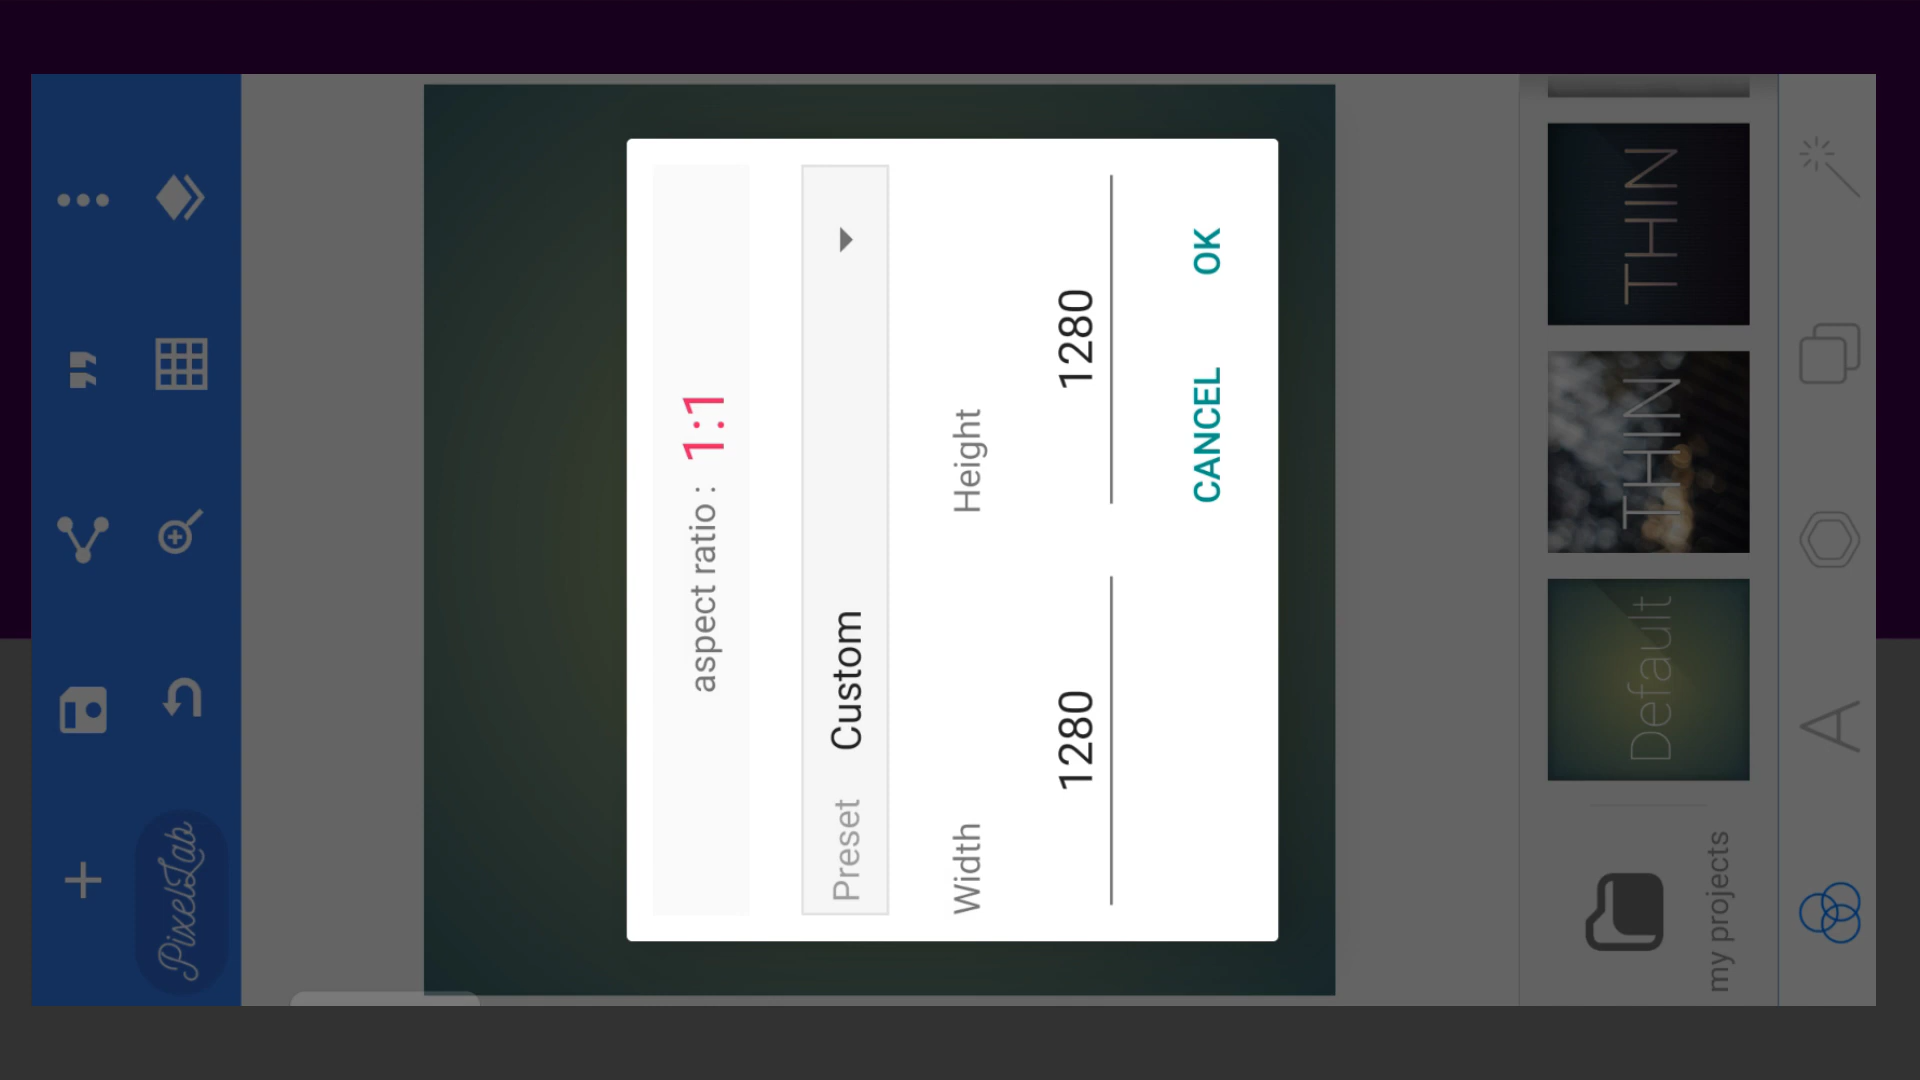 PixelLab
aspect ratio : 1:1
Preset Custom
Width Height
1280 1280
CANCEL OK
my projects
Default
THIN
THIN